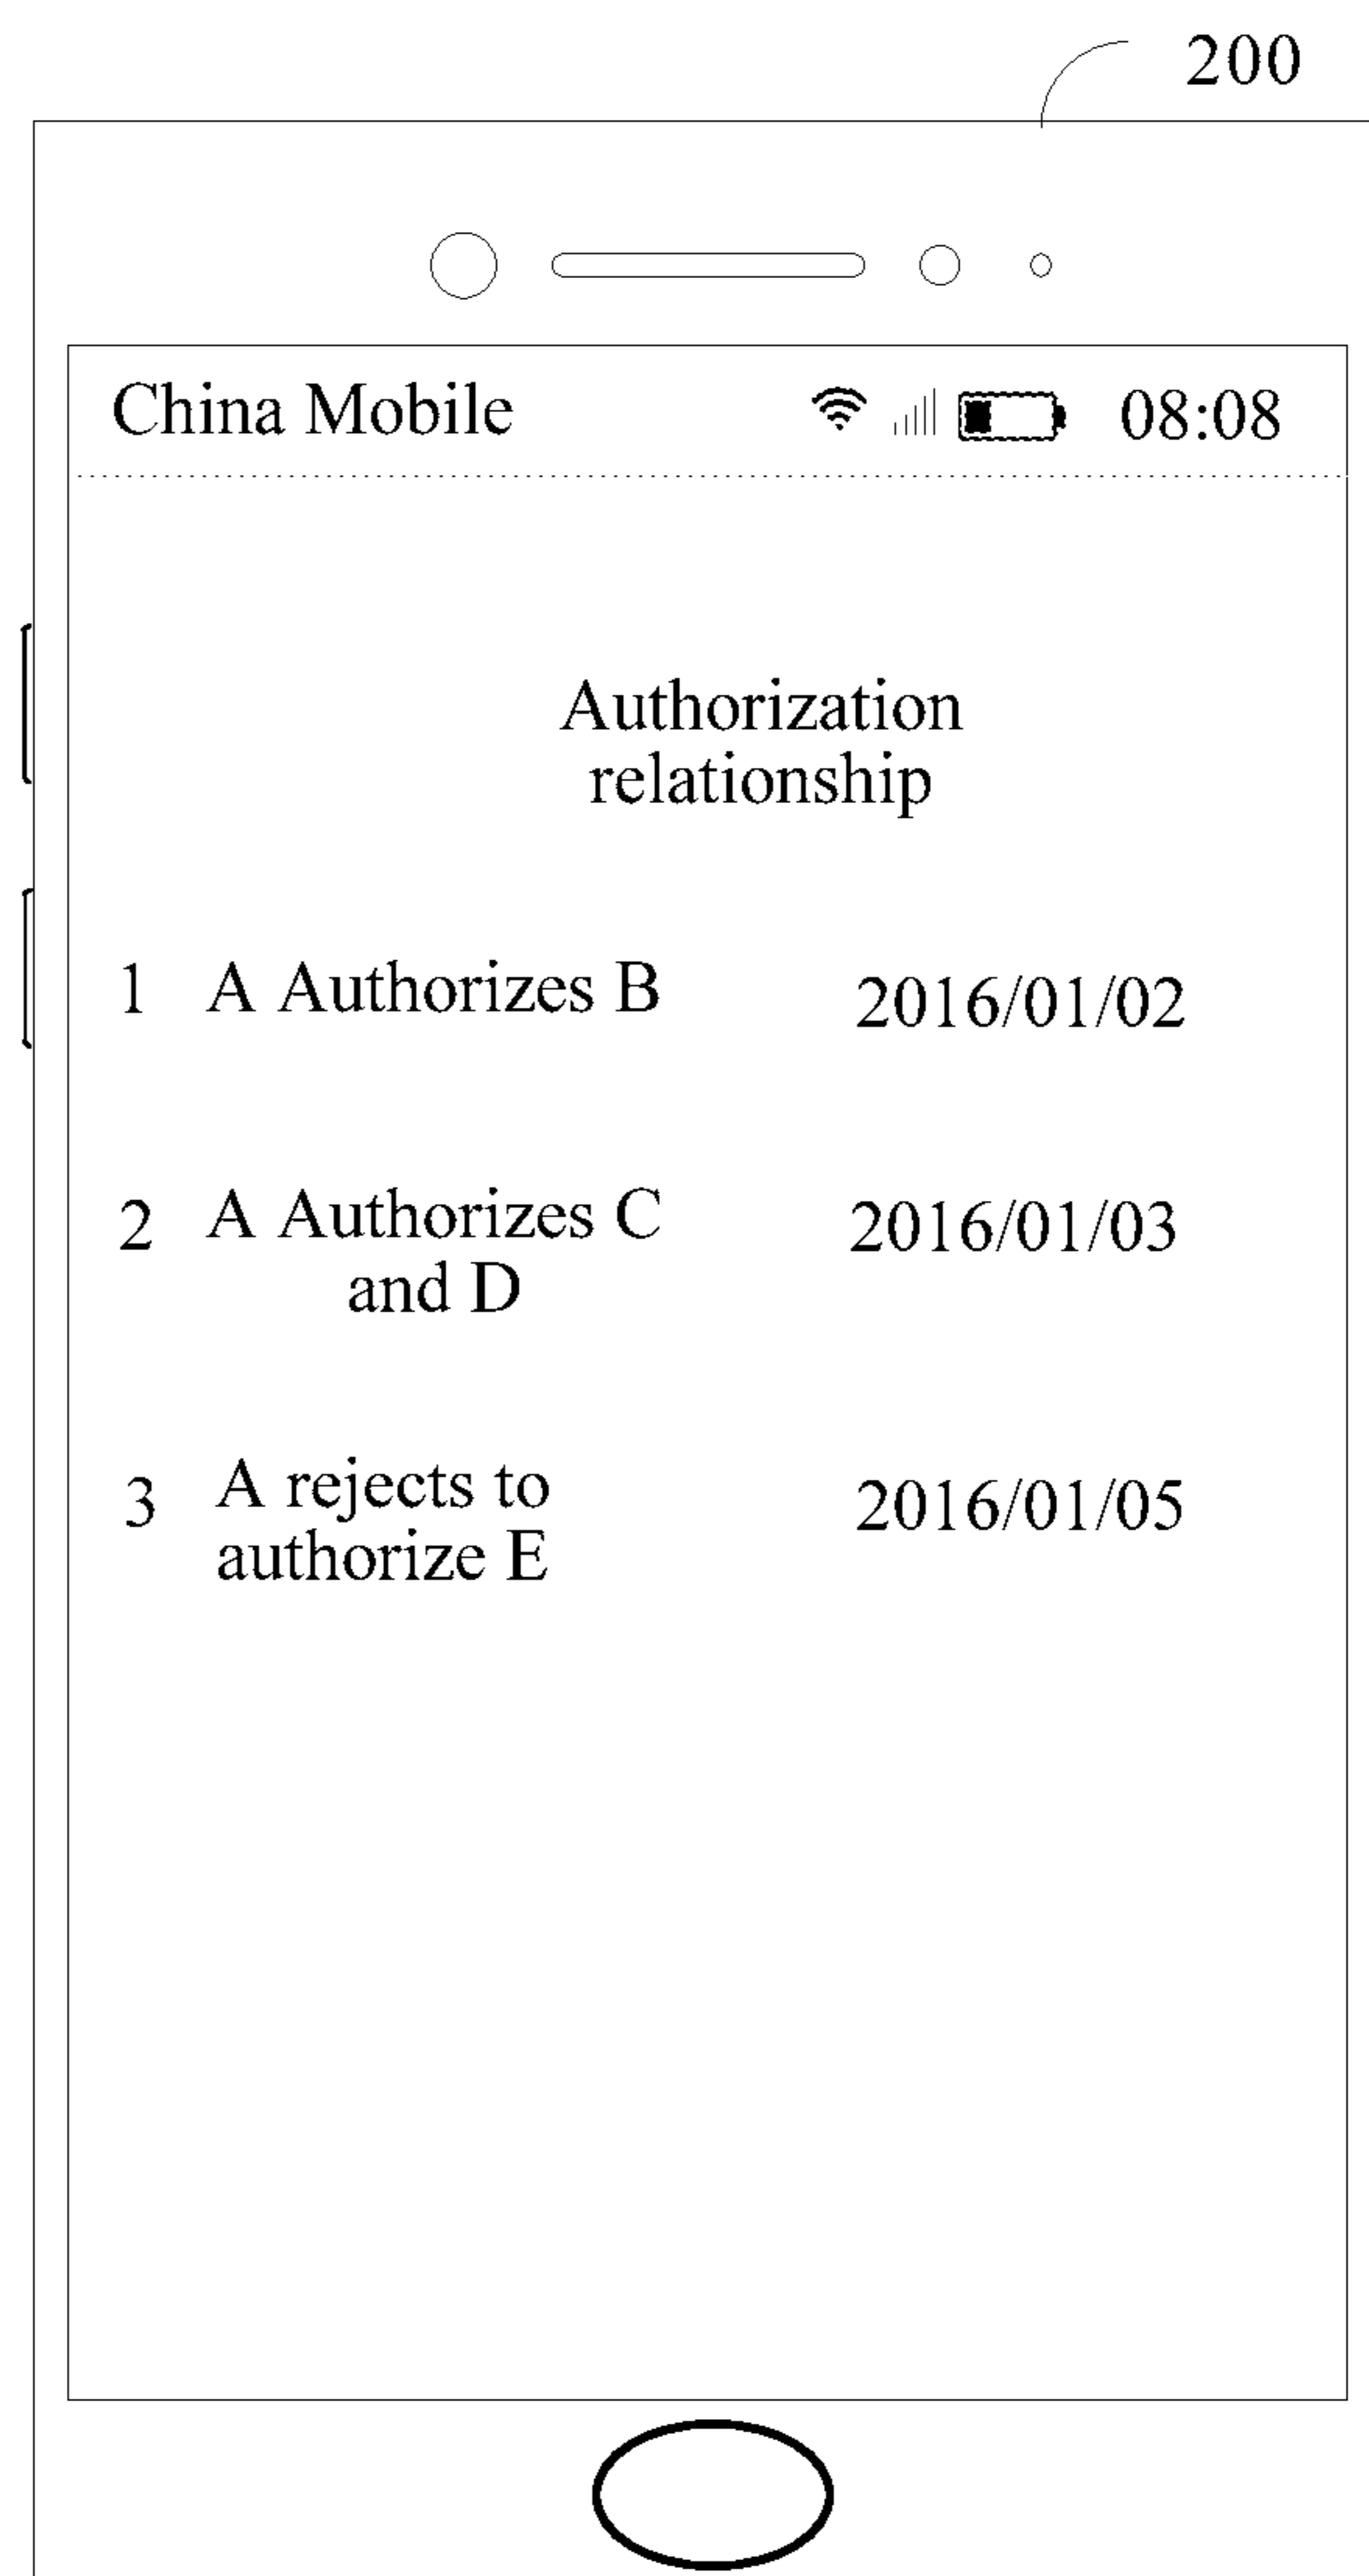 200
China Mobile 08:08
Authorization
relationship
1 A Authorizes B 2016/01/02
2 A Authorizes C 2016/01/03
and D
3 A rejects to 2016/01/05
authorize E